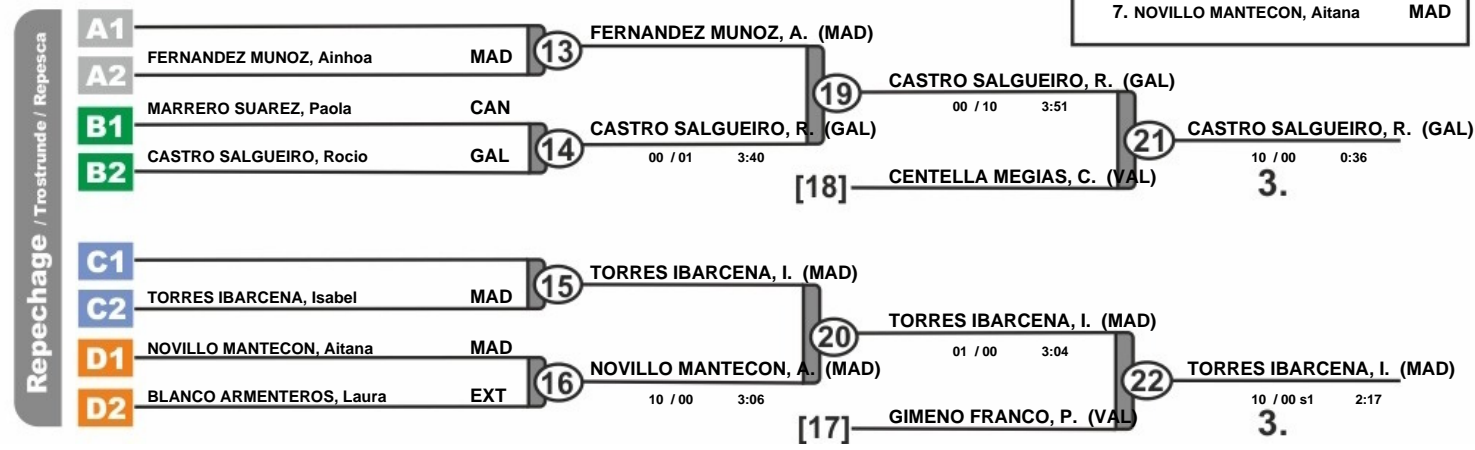 7. NOVILLO MANTECON, Aitana MAD
Repechage / Trostrunde / Repesca
A1
FERNANDEZ MUNOZ, Ainhoa MAD
A2
13
FERNANDEZ MUNOZ, A. (MAD)
MARRERO SUAREZ, Paola CAN
B1
CASTRO SALGUEIRO, Rocio GAL
B2
14
CASTRO SALGUEIRO, R. (GAL)
00 / 01 3:40
19
CASTRO SALGUEIRO, R. (GAL)
00 / 10 3:51
[18]
CENTELLA MEGIAS, C. (VAL)
21
CASTRO SALGUEIRO, R. (GAL)
10 / 00 0:36
3.
C1
TORRES IBARCENA, Isabel MAD
C2
15
TORRES IBARCENA, I. (MAD)
NOVILLO MANTECON, Aitana MAD
D1
BLANCO ARMENTEROS, Laura EXT
D2
16
NOVILLO MANTECON, A. (MAD)
10 / 00 3:06
20
TORRES IBARCENA, I. (MAD)
01 / 00 3:04
[17]
GIMENO FRANCO, P. (VAL)
22
TORRES IBARCENA, I. (MAD)
10 / 00 s1 2:17
3.